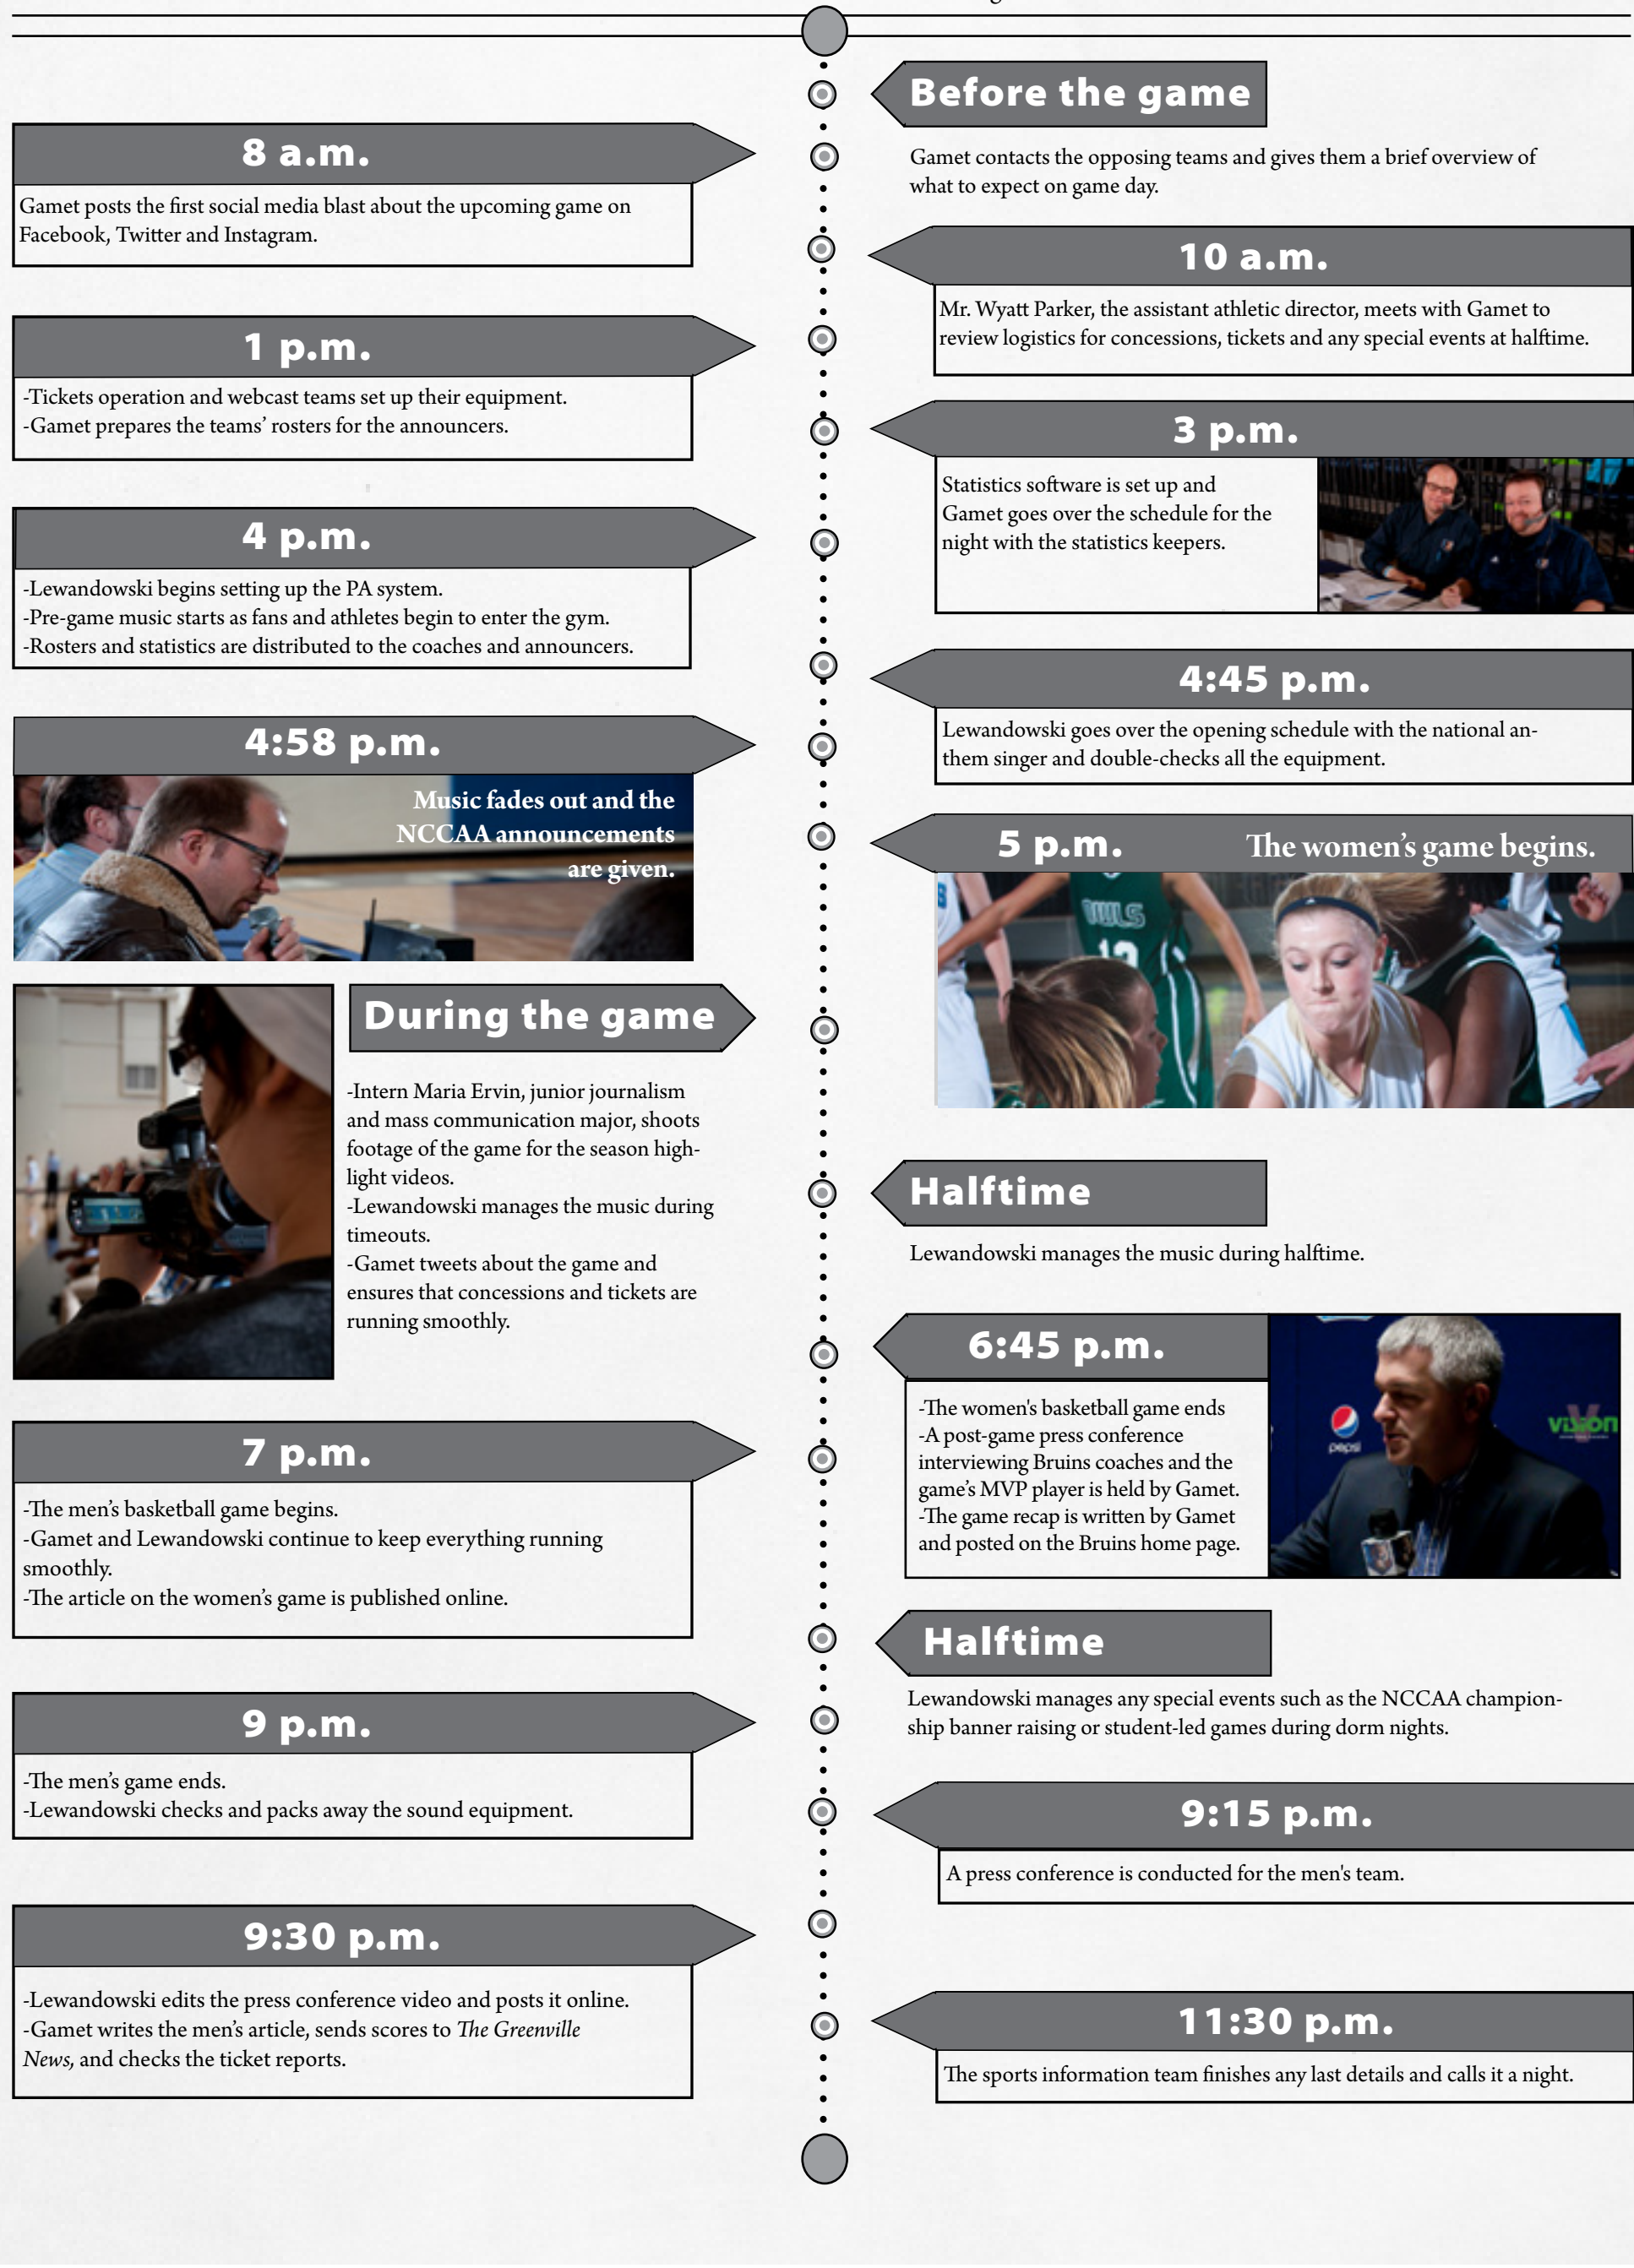 Before the game
Gamet contacts the opposing teams and gives them a brief overview of
what to expect on game day.
8 a.m.
Gamet posts the first social media blast about the upcoming game on
Facebook, Twitter and Instagram.
10 a.m.
Mr. Wyatt Parker, the assistant athletic director, meets with Gamet to
review logistics for concessions, tickets and any special events at halftime.
1 p.m.
-Tickets operation and webcast teams set up their equipment.
-Gamet prepares the teams’ rosters for the announcers.
3 p.m.
Statistics software is set up and
Gamet goes over the schedule for the
night with the statistics keepers.
4 p.m.
-Lewandowski begins setting up the PA system.
-Pre-game music starts as fans and athletes begin to enter the gym.
-Rosters and statistics are distributed to the coaches and announcers.
4:45 p.m.
Lewandowski goes over the opening schedule with the national an-
them singer and double-checks all the equipment.
4:58 p.m.
Music fades out and the
NCCAA announcements
are given.
5 p.m. The women’s game begins.
OWLS
12
During the game
-Intern Maria Ervin, junior journalism
and mass communication major, shoots
footage of the game for the season high-
light videos.
-Lewandowski manages the music during
timeouts.
-Gamet tweets about the game and
ensures that concessions and tickets are
running smoothly.
Halftime
Lewandowski manages the music during halftime.
6:45 p.m.
-The women's basketball game ends
-A post-game press conference
interviewing Bruins coaches and the
game’s MVP player is held by Gamet.
-The game recap is written by Gamet
and posted on the Bruins home page.
pepsi
vision
7 p.m.
-The men’s basketball game begins.
-Gamet and Lewandowski continue to keep everything running
smoothly.
-The article on the women’s game is published online.
Halftime
Lewandowski manages any special events such as the NCCAA champion-
ship banner raising or student-led games during dorm nights.
9 p.m.
-The men’s game ends.
-Lewandowski checks and packs away the sound equipment.
9:15 p.m.
A press conference is conducted for the men's team.
9:30 p.m.
-Lewandowski edits the press conference video and posts it online.
-Gamet writes the men’s article, sends scores to The Greenville
News, and checks the ticket reports.
11:30 p.m.
The sports information team finishes any last details and calls it a night.